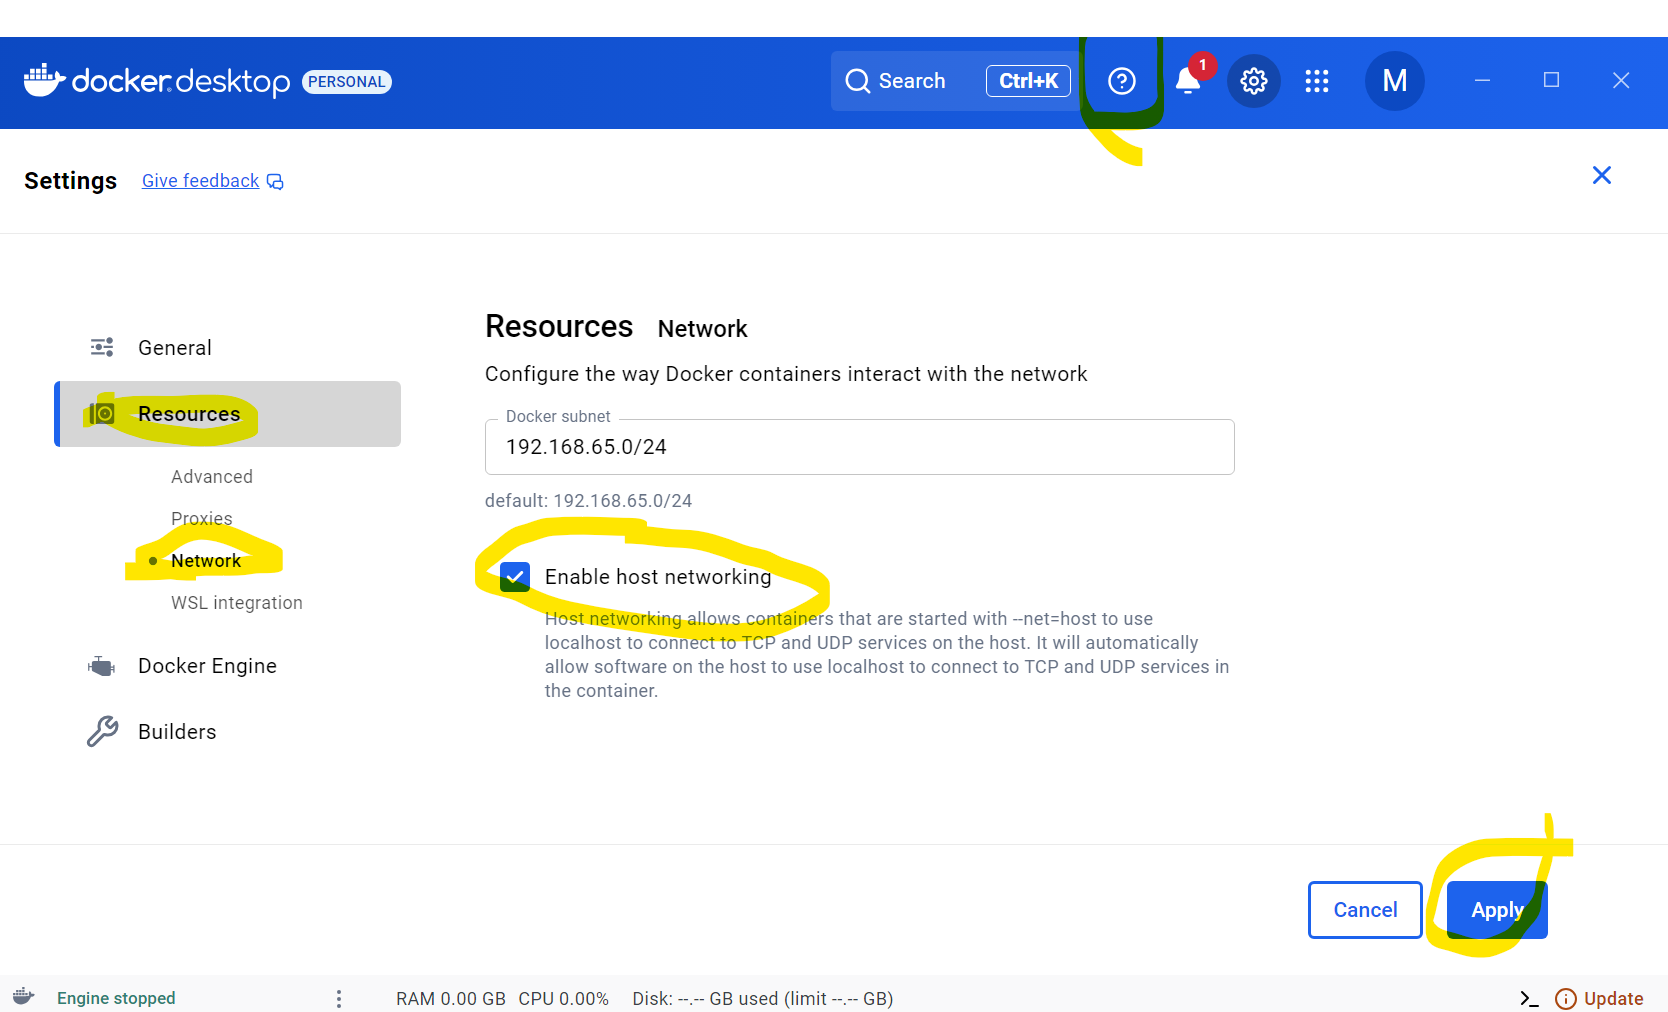 docker.desktop PERSONAL
Search Ctrl+K
1
M
Settings Give feedback
General
Resources
Advanced
Proxies
Network
WSL integration
Docker Engine
Builders
Resources Network
Configure the way Docker containers interact with the network
Docker subnet
192.168.65.0/24
default: 192.168.65.0/24
Enable host networking
Host networking allows containers that are started with --net=host to use
localhost to connect to TCP and UDP services on the host. It will automatically
allow software on the host to use localhost to connect to TCP and UDP services in
the container.
Cancel Apply
Engine stopped RAM 0.00 GB CPU 0.00% Disk: --.-- GB used (limit --.-- GB) Update